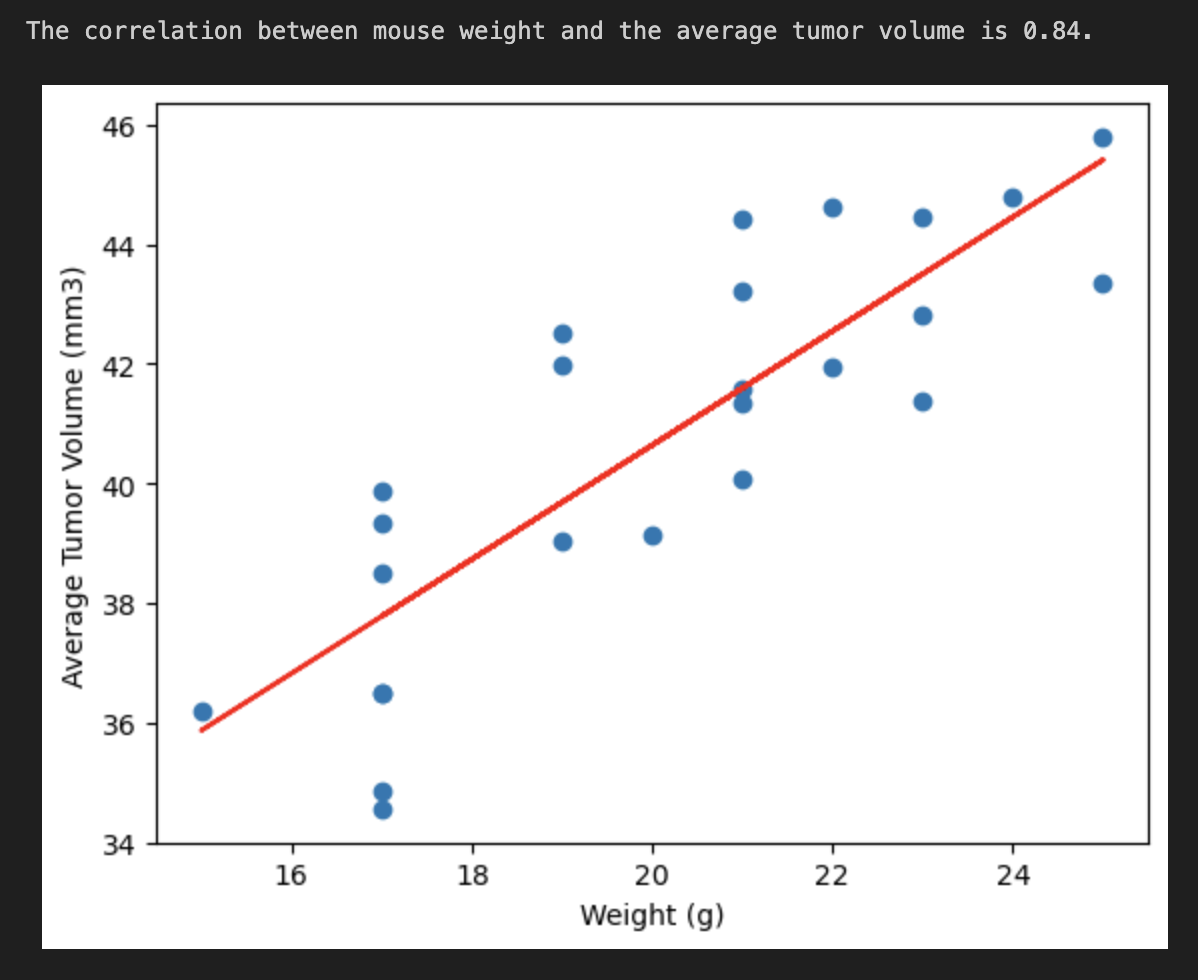 The correlation between mouse weight and the average tumor volume is 0.84.
46
44
42
40
38
36
34
Average Tumor Volume (mm3)
16 18 20 22 24
Weight (g)